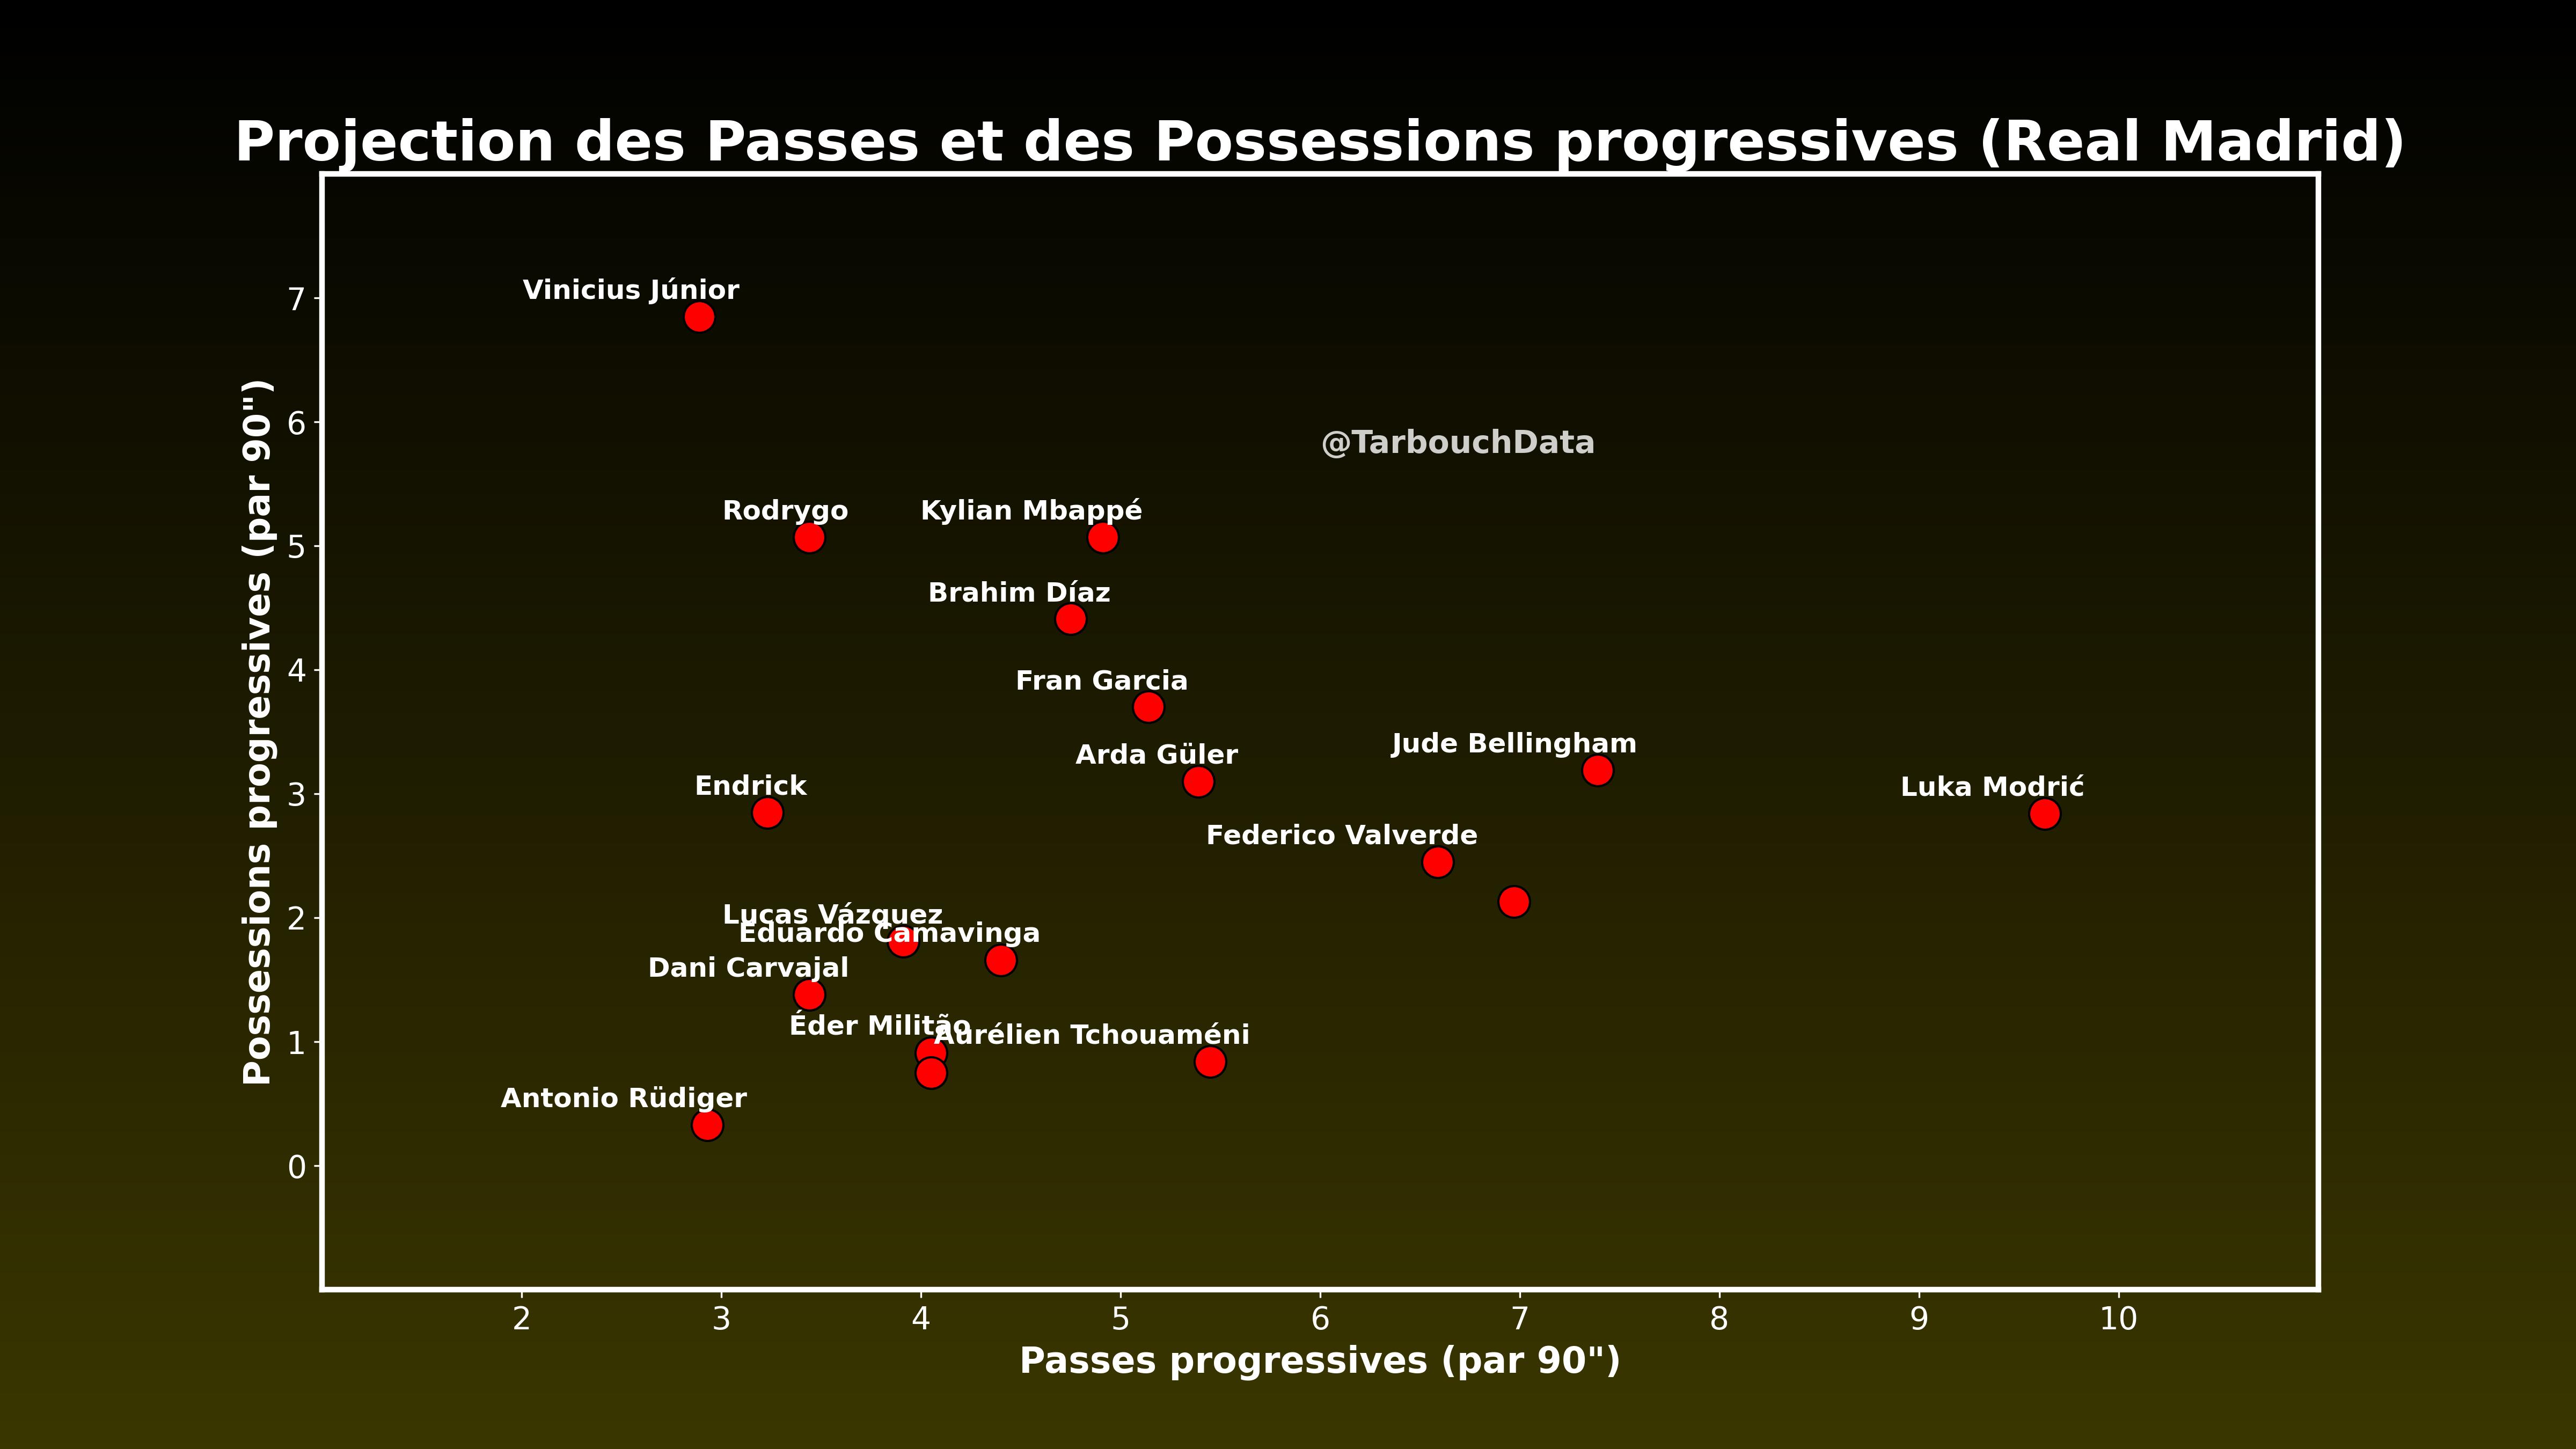 Projection des Passes et des Possessions progressives (Real Madrid)
Vinicius Júnior
7
6
@TarbouchData
Rodrygo
Kylian Mbappé
5
Brahim Díaz
4
Fran Garcia
Jude Bellingham
Arda Güler
Endrick
Luka Modrić
3
Federico Valverde
Lucas Vázquez
2
Eduardo Camavinga
Dani Carvajal
Éder Militão
Aurélien Tchouaméni
1
Antonio Rüdiger
0
Possessions progressives (par 90")
2 3 4 5 6 7 8 9 10
Passes progressives (par 90")